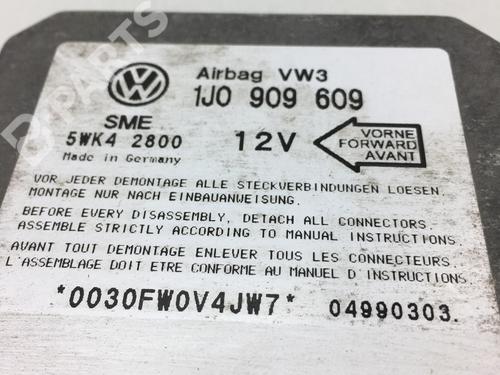 Airbag VW3
1J0 909 609
SME
5WK4 2800
Made in Germany
12V
VORNE
FORWARD
AVANT
VOR JEDER DEMONTAGE ALLE STECKVERBINDUNGEN LOESEN.
MONTAGE NUR NACH EINBAUANWEISUNG.
BEFORE EVERY DISASSEMBLY, DETACH ALL CONNECTORS.
ASSEMBLE STRICTLY ACCORDING TO MANUAL INSTRUCTIONS.
AVANT TOUT DEMONTAGE ENLEVER TOUS LES CONNECTEURS.
L'ASSEMBLAGE DOIT ETRE CONFORME AU MANUEL D'INSTRUCTIONS.
*0030FW0V4JW7*
04990303.